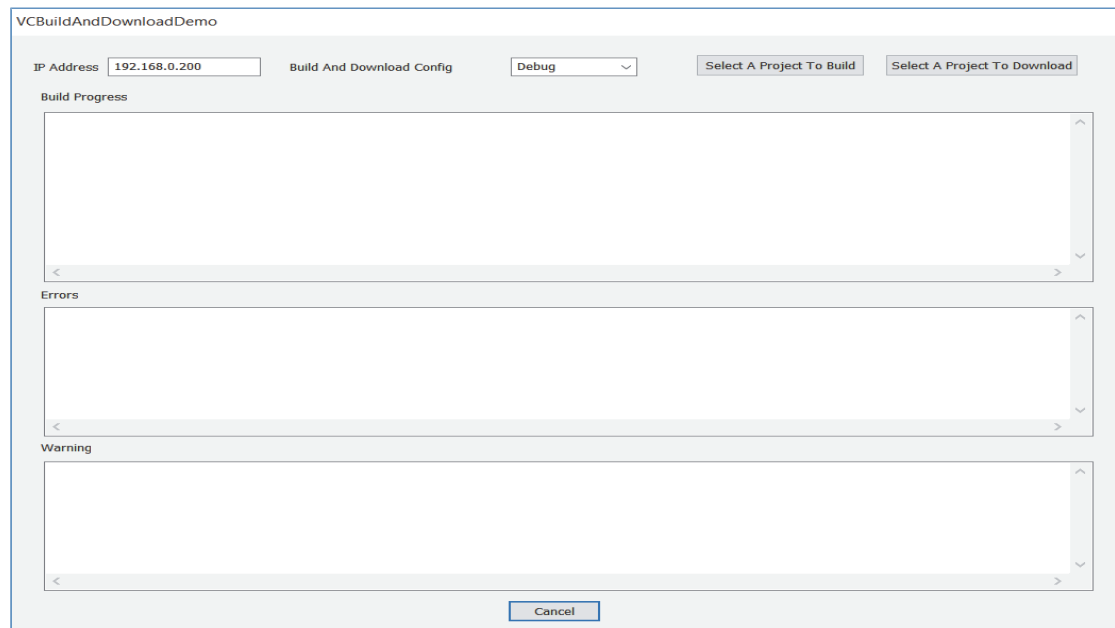 VCBuildAndDownloadDemo
IP Address 192.168.0.200 Build And Download Config Debug Select A Project To Build Select A Project To Download
Build Progress
Errors
Warning
Cancel